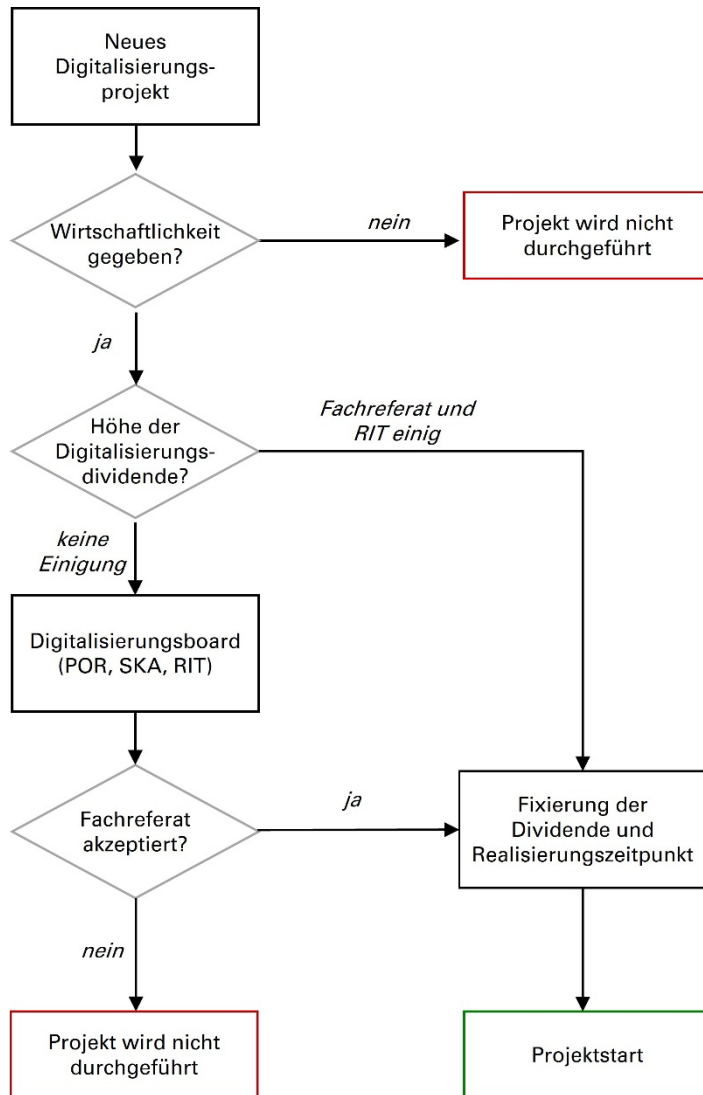 Neues
Digitalisierungs-
projekt
Wirtschaftlichkeit
gegeben?
nein
Projekt wird nicht
durchgeführt
ja
Höhe der
Digitalisierungs-
dividende?
Fachreferat und
RIT einig
keine
Einigung
Digitalisierungsboard
(POR, SKA, RIT)
Fachreferat
akzeptiert?
ja
Fixierung der
Dividende und
Realisierungszeitpunkt
nein
Projekt wird nicht
durchgeführt
Projektstart